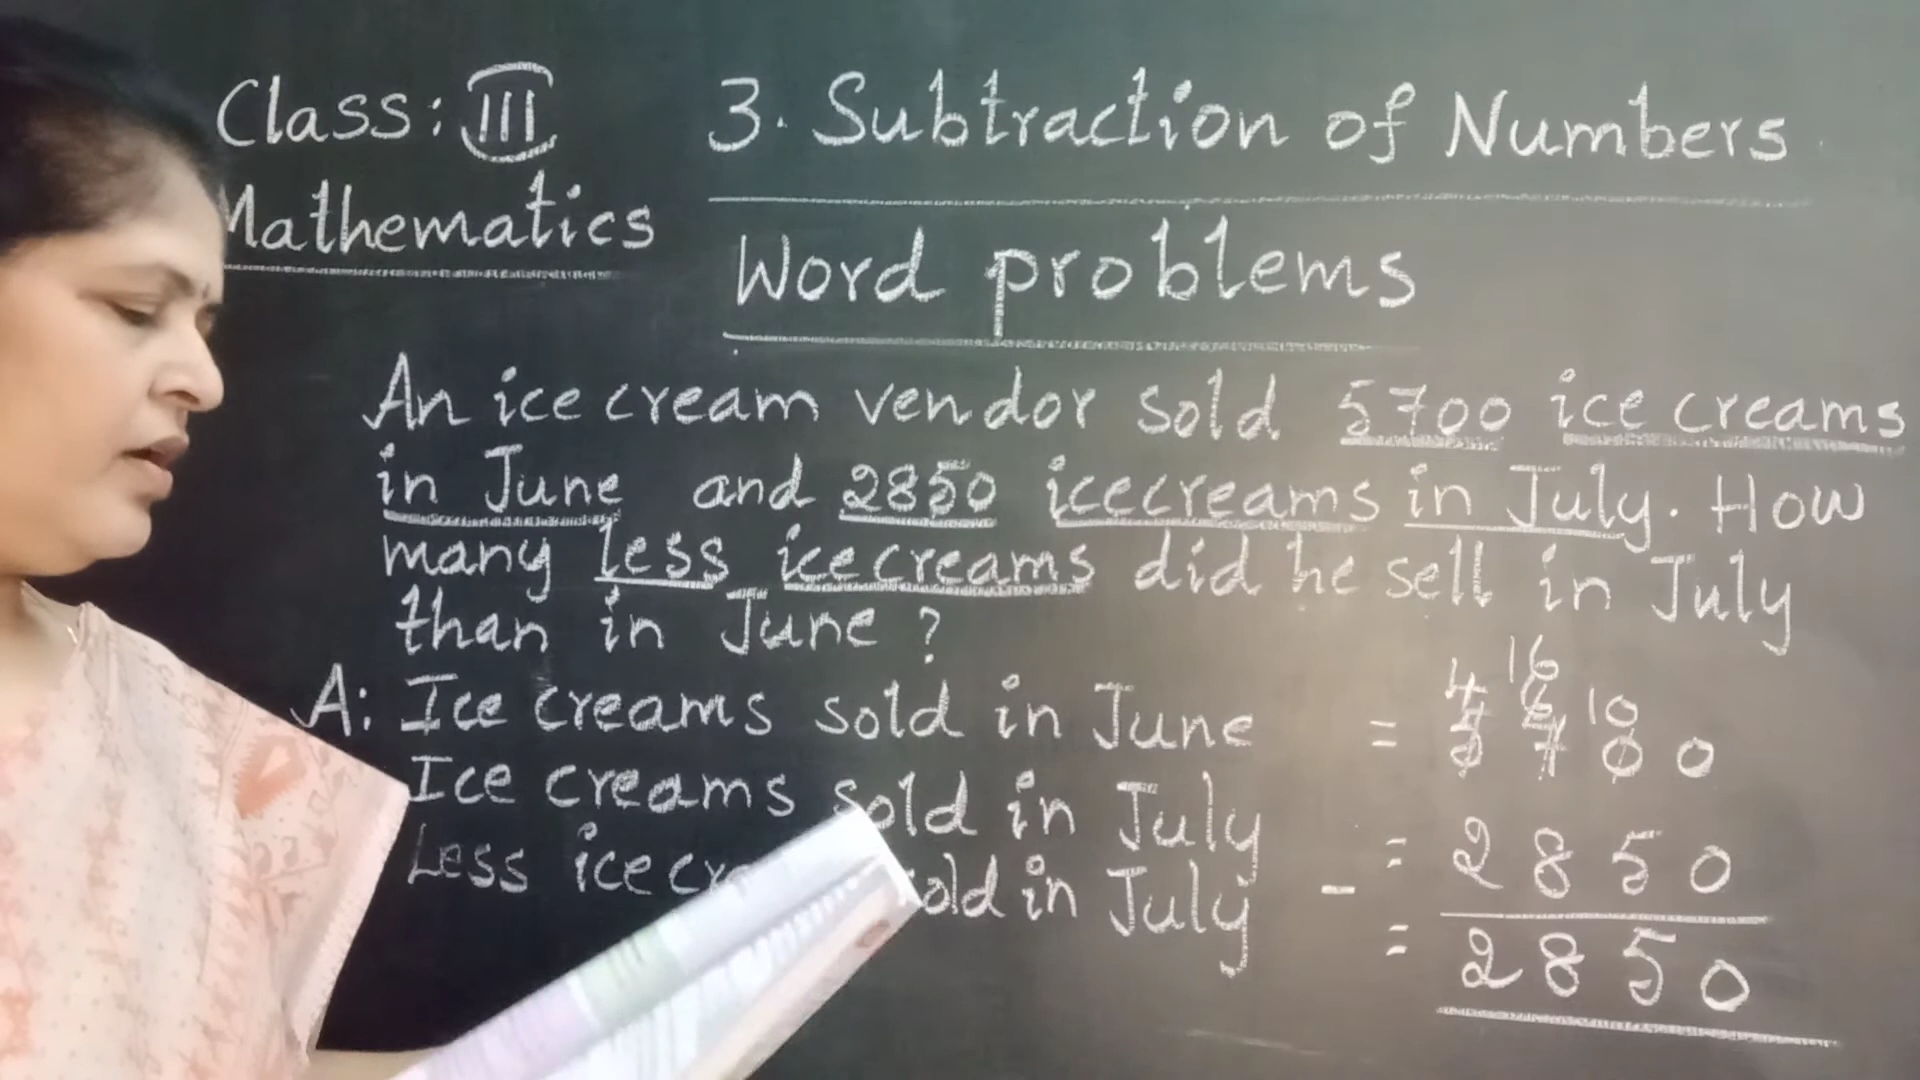 Class: III
Mathematics
3. Subtraction of Numbers
Word problems
An ice cream vendor sold 5700 ice creams
in June and 2850 icecreams in July. How
many less icecreams did he sell in July
than in June?
16
4 6 10
A: Ice creams sold in June = 5 7 0 0
Ice creams sold in July = 2 8 5 0
Less sold in July - = 2 8 5 0